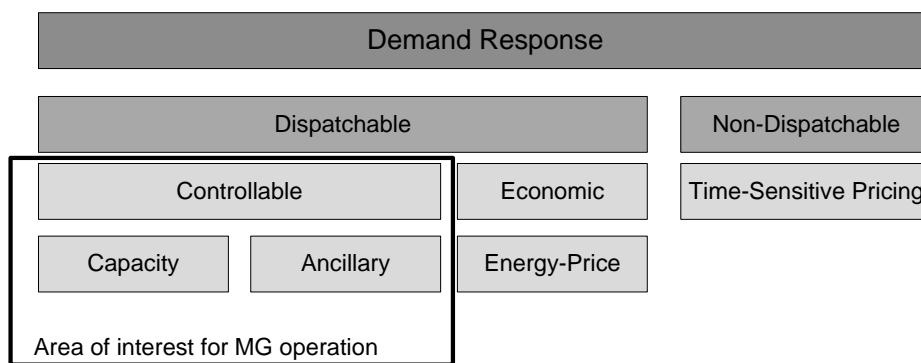 Demand Response
Dispatchable
Non-Dispatchable
Controllable
Economic
Time-Sensitive Pricing
Capacity
Ancillary
Energy-Price
Area of interest for MG operation